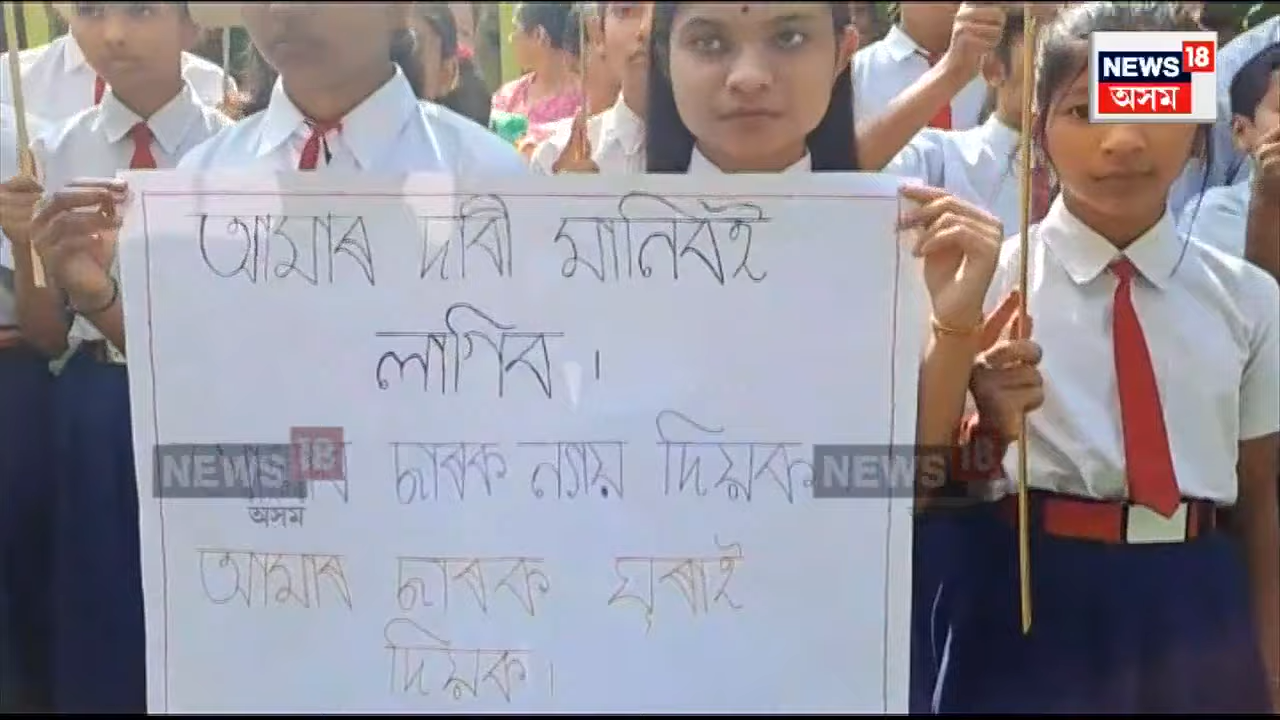 NEWS 18
অসম
আমাৰ দাবী মানিবই
লাগিব ।
NEWS 18 ছাৰক ন্যায় দিয়ক NEWS 18
অসম
আমাৰ ছাৰক ঘূৰাই
দিয়ক ।